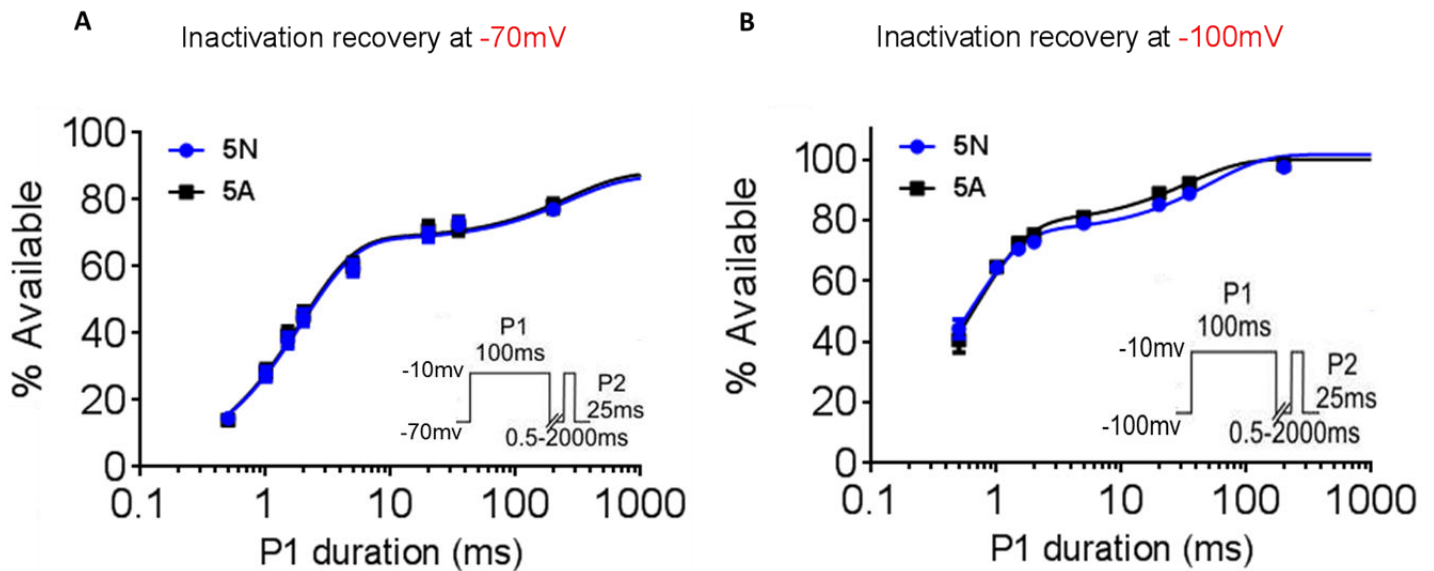 A
Inactivation recovery at -70mV
% Available
100
80
60
40
20
0
5N
5A
P1
100ms
-10mv
-70mv
P2
25ms
0.5-2000ms
0.1
1
10
100
1000
P1 duration (ms)
B
Inactivation recovery at -100mV
% Available
100
80
60
40
20
0
5N
5A
P1
100ms
-10mv
-100mv
P2
25ms
0.5-2000ms
0.1
1
10
100
1000
P1 duration (ms)